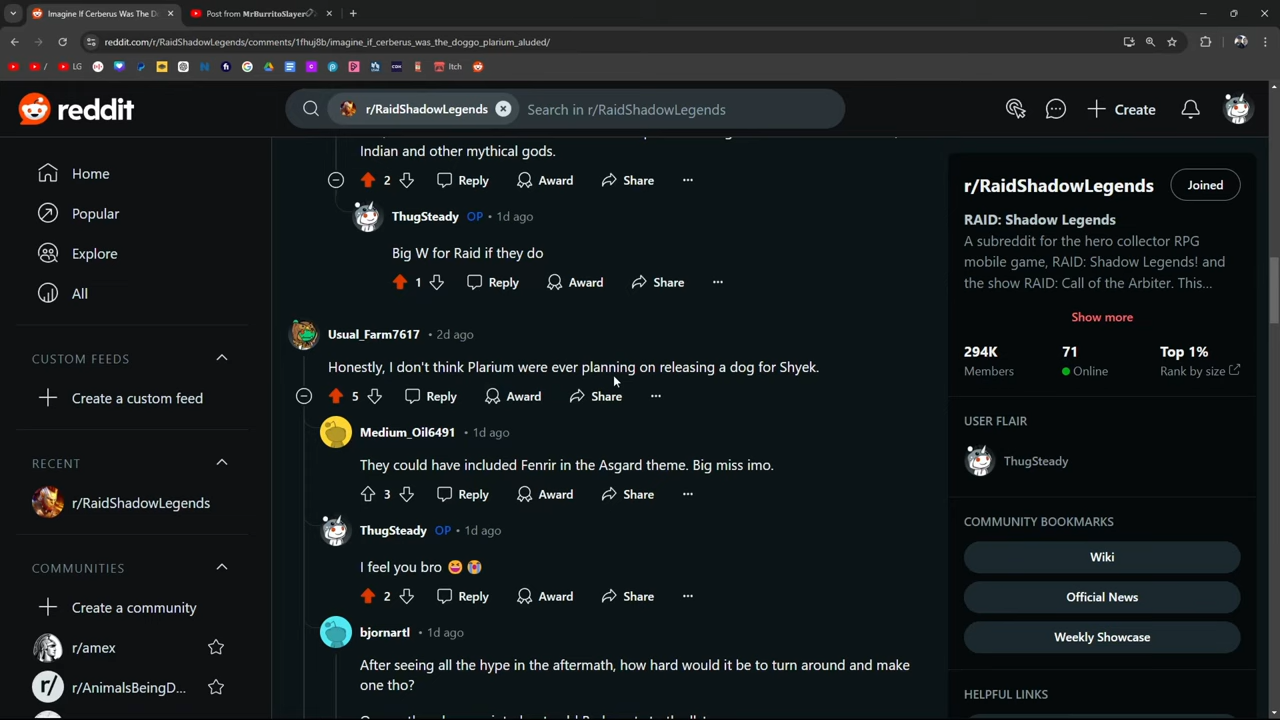 Imagine If Cerberus Was The D
Post from MrBurritoSlayer
reddit.com/r/RaidShadowLegends/comments/1fhuj8b/imagine_if_cerberus_was_the_doggo_plarium_aluded/
/
LG
Itch
reddit
r/RaidShadowLegends
Search in r/RaidShadowLegends
Create
Home
Popular
Explore
All
CUSTOM FEEDS
Create a custom feed
RECENT
r/RaidShadowLegends
COMMUNITIES
Create a community
r/amex
r/AnimalsBeingD...
Indian and other mythical gods.
2 Reply Award Share ...
ThugSteady OP • 1d ago
Big W for Raid if they do
1 Reply Award Share ...
Usual_Farm7617 • 2d ago
Honestly, I don't think Plarium were ever planning on releasing a dog for Shyek.
5 Reply Award Share ...
Medium_Oil6491 • 1d ago
They could have included Fenrir in the Asgard theme. Big miss imo.
3 Reply Award Share ...
ThugSteady OP • 1d ago
I feel you bro 😆 😭
2 Reply Award Share ...
bjornartl • 1d ago
After seeing all the hype in the aftermath, how hard would it be to turn around and make
one tho?
r/RaidShadowLegends
Joined
RAID: Shadow Legends
A subreddit for the hero collector RPG
mobile game, RAID: Shadow Legends! and
the show RAID: Call of the Arbiter. This...
Show more
294K 71 Top 1%
Members Online Rank by size
USER FLAIR
ThugSteady
COMMUNITY BOOKMARKS
Wiki
Official News
Weekly Showcase
HELPFUL LINKS